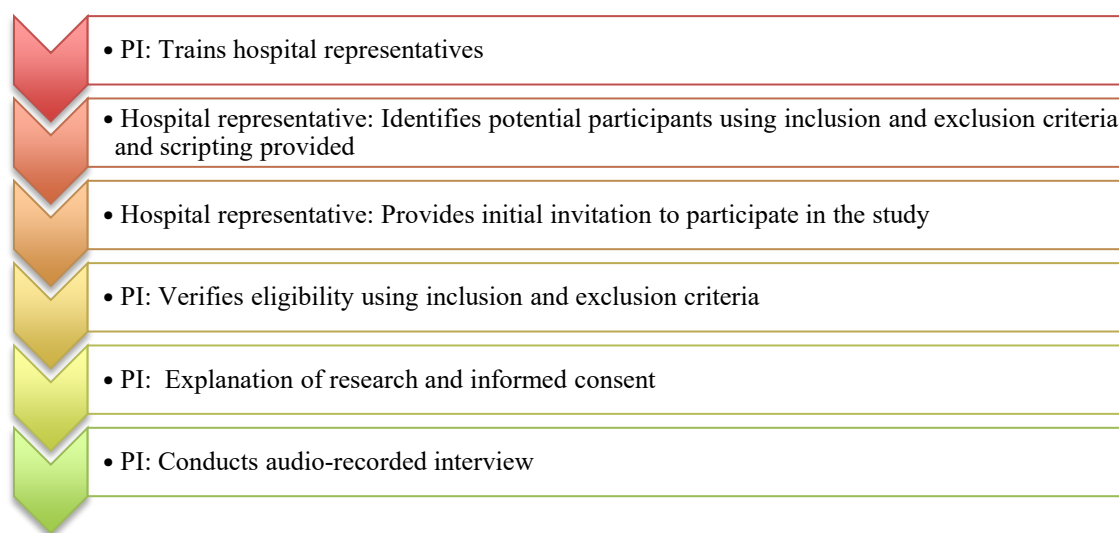 • PI: Trains hospital representatives
• Hospital representative: Identifies potential participants using inclusion and exclusion criteria
and scripting provided
• Hospital representative: Provides initial invitation to participate in the study
• PI: Verifies eligibility using inclusion and exclusion criteria
• PI:  Explanation of research and informed consent
• PI: Conducts audio-recorded interview